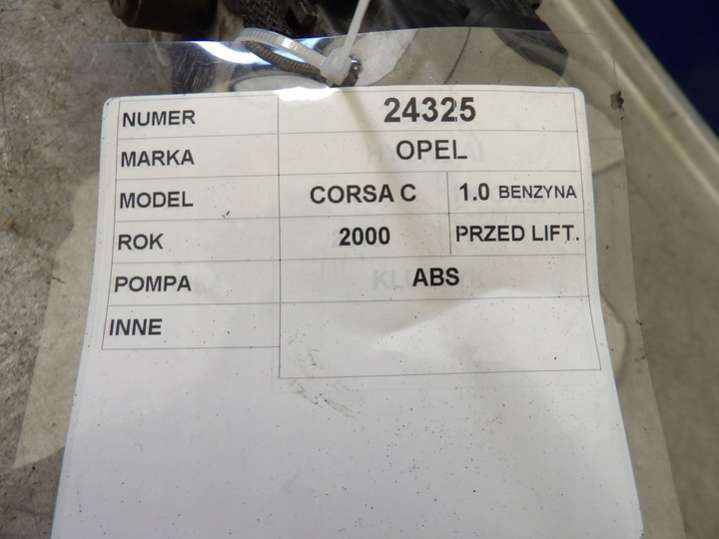 NUMER 24325
MARKA OPEL
MODEL CORSA C 1.0 BENZYNA
ROK 2000 PRZED LIFT.
POMPA ABS
INNE